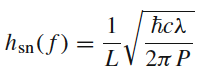 h_sn(f) = 1/L √(ħcλ/2πP)